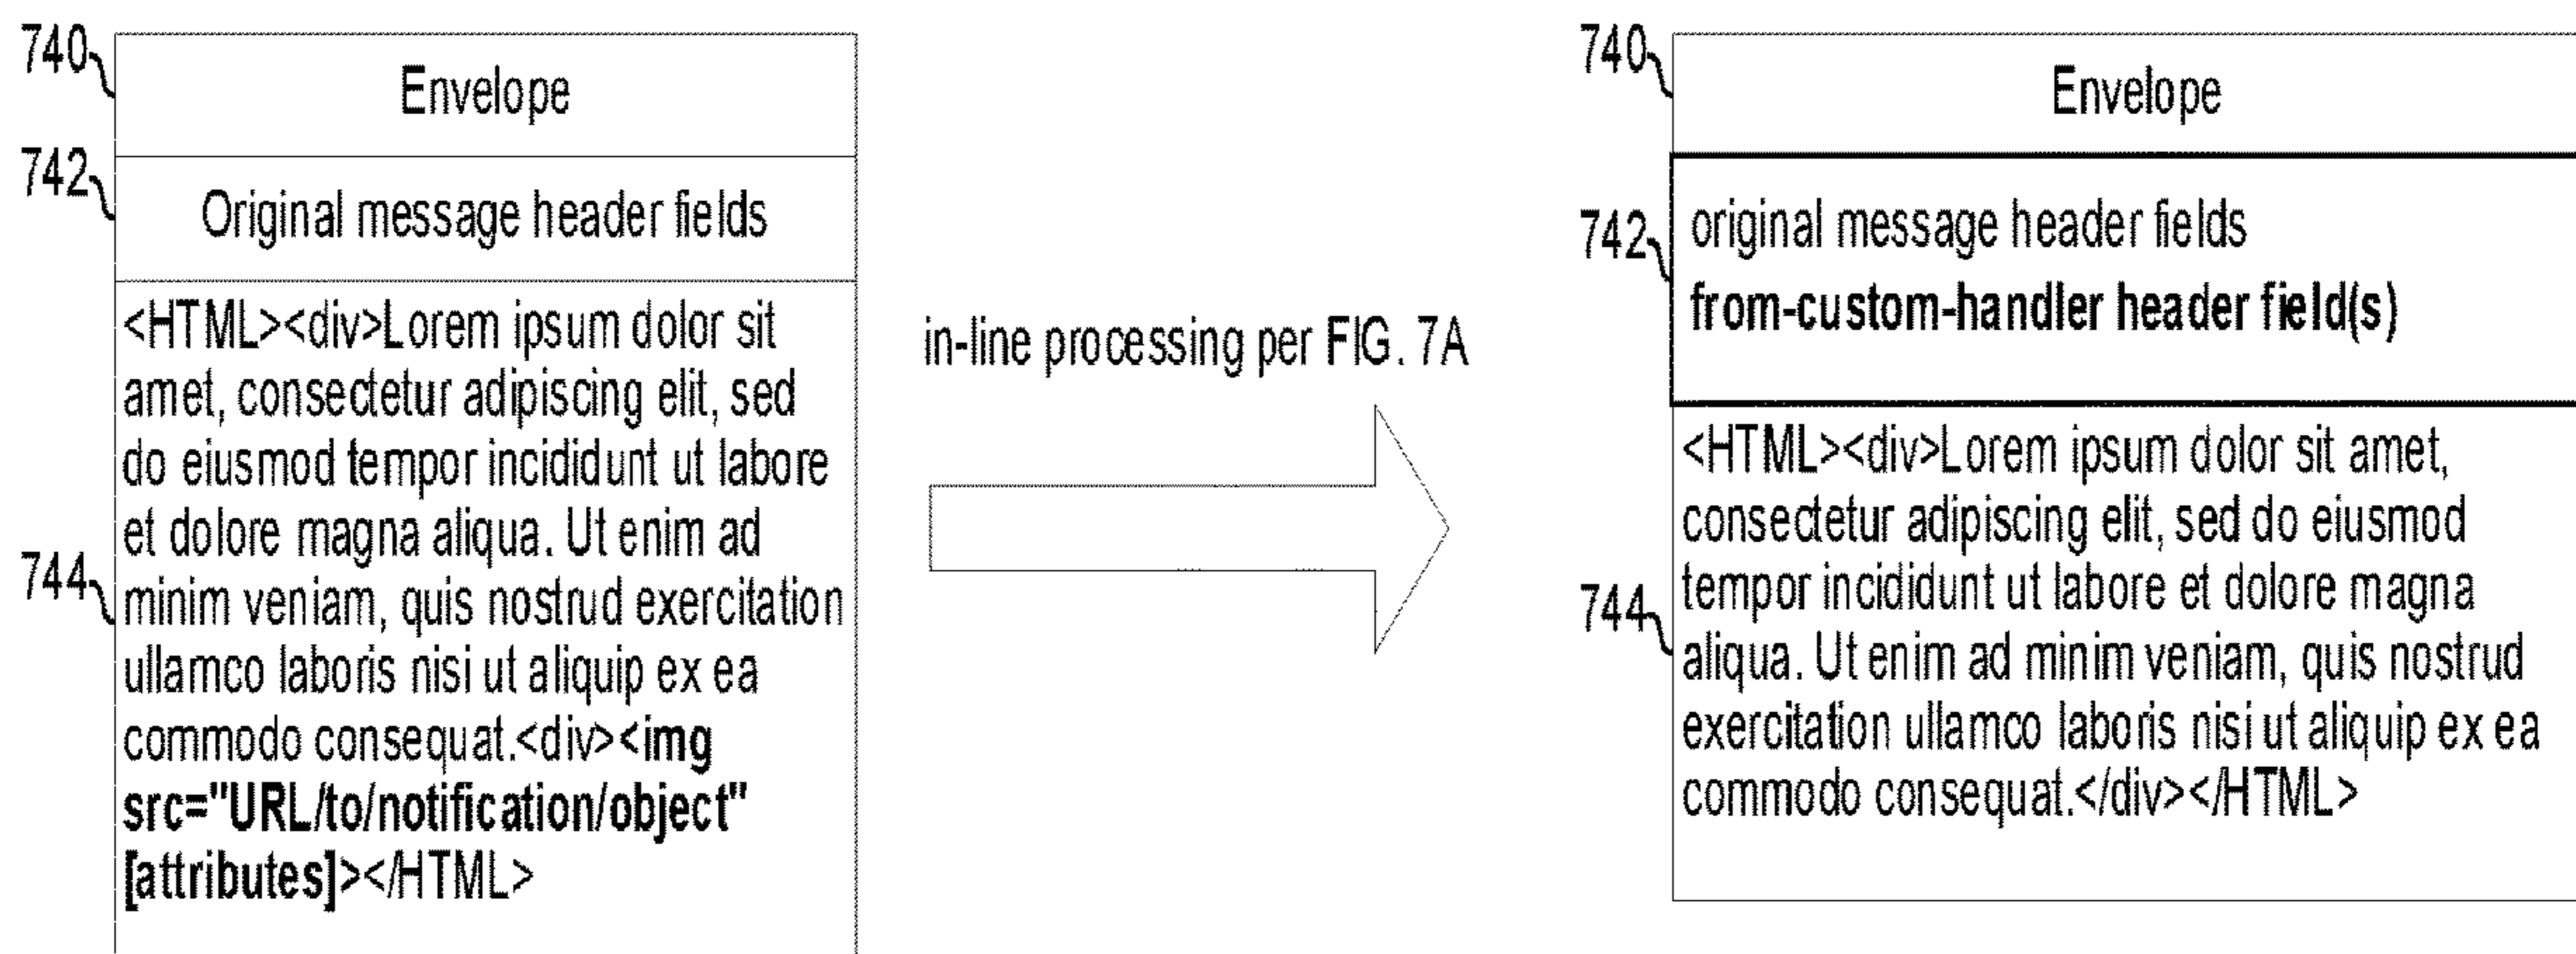 740
Envelope
742
Original message header fields
<HTML><div>Lorem ipsum dolor sit
amet, consectetur adipiscing elit, sed
do eiusmod tempor incididunt ut labore
et dolore magna aliqua. Ut enim ad
744
minim veniam, quis nostrud exercitation
ullamco laboris nisi ut aliquip ex ea
commodo consequat.<div><img
src="URL/to/notification/object"
[attributes]></HTML>
in-line processing per FIG. 7A
740
Envelope
742
original message header fields
from-custom-handler header field(s)
<HTML><div>Lorem ipsum dolor sit amet,
consectetur adipiscing elit, sed do eiusmod
744
tempor incididunt ut labore et dolore magna
aliqua. Ut enim ad minim veniam, quis nostrud
exercitation ullamco laboris nisi ut aliquip ex ea
commodo consequat.</div></HTML>